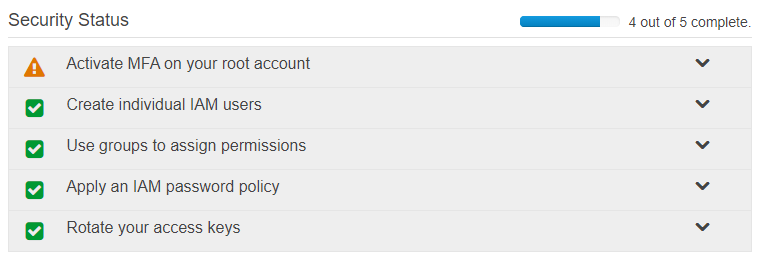 Security Status
4 out of 5 complete.
Activate MFA on your root account
Create individual IAM users
Use groups to assign permissions
Apply an IAM password policy
Rotate your access keys